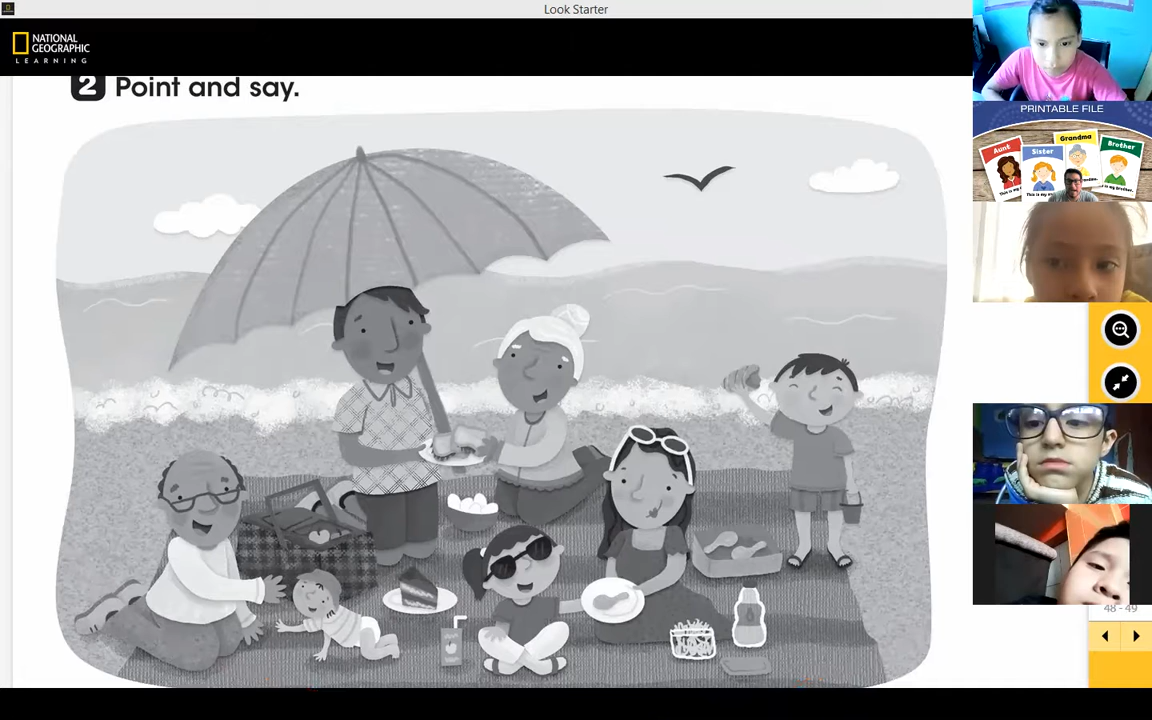 Look Starter
NATIONAL
GEOGRAPHIC
LEARNING
2 Point and say.
PRINTABLE FILE
Aunt
Sister
Grandma
Brother
48 - 49